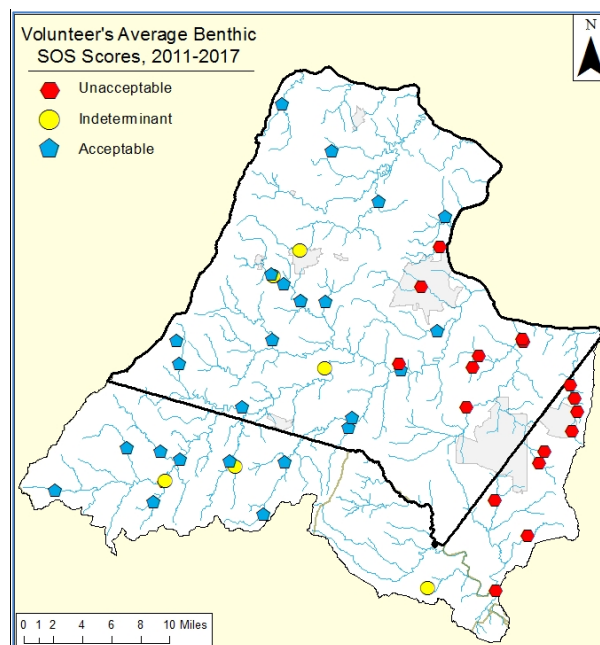 Volunteer's Average Benthic
SOS Scores, 2011-2017
Unacceptable
Indeterminant
Acceptable
N
0 1 2 4 6 8 10 Miles